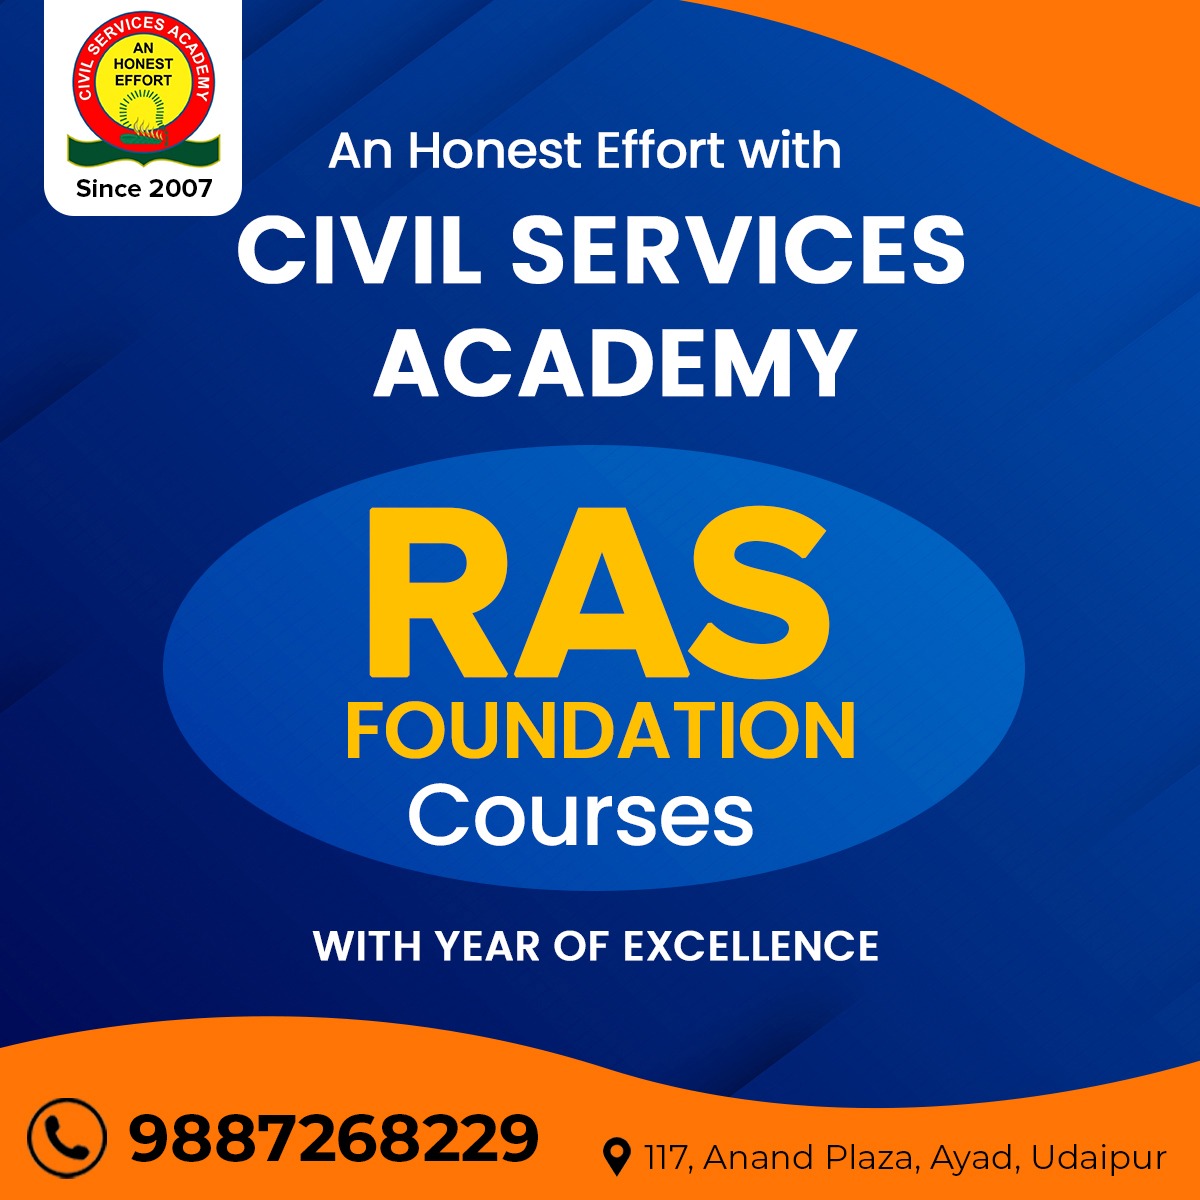 CIVIL SERVICES ACADEMY
AN
HONEST
EFFORT
Since 2007
An Honest Effort with
CIVIL SERVICES
ACADEMY
RAS
FOUNDATION
Courses
WITH YEAR OF EXCELLENCE
9887268229
117, Anand Plaza, Ayad, Udaipur